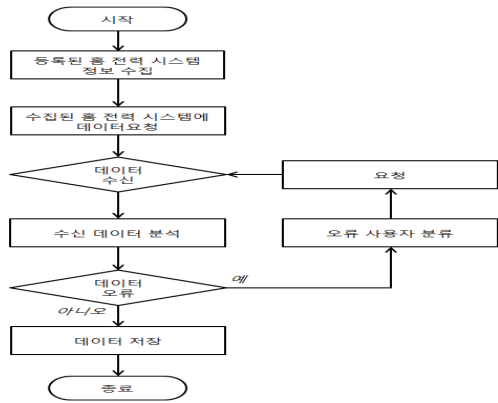 시작
등록된 홈 전력 시스템
정보 수집
수집된 홈 전력 시스템에
데이터요청
데이터
수신
요청
수신 데이터 분석
오류 사용자 분류
데이터
오류
예
아니오
데이터 저장
종료